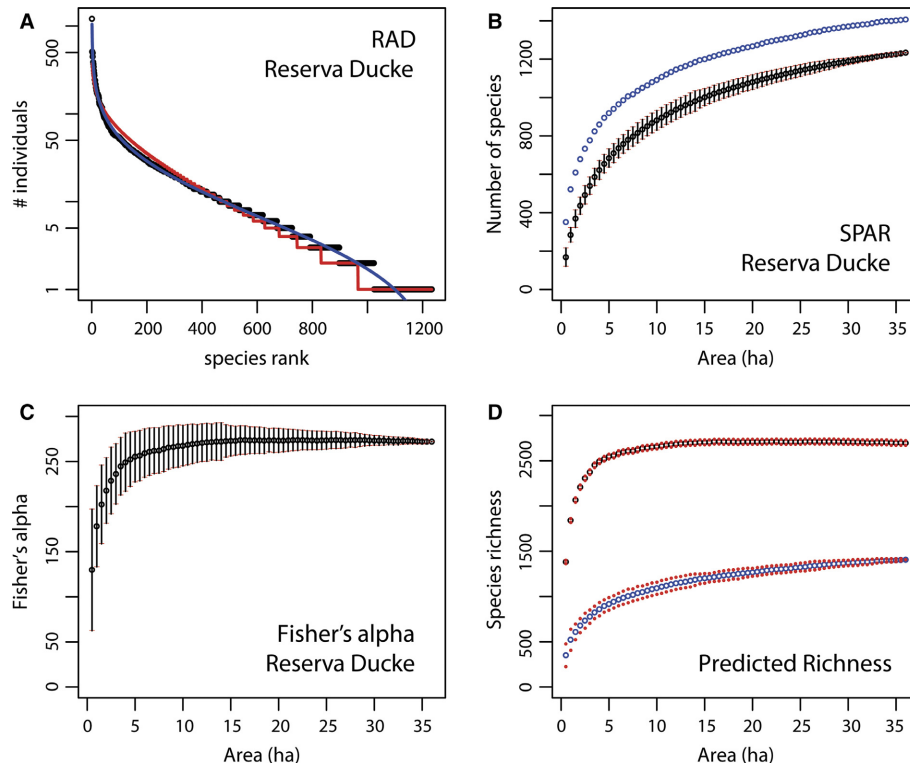 A
RAD
Reserva Ducke
# individuals
500
50
5
1
0 200 400 600 800 1200
species rank
B
Number of species
1200
800
400
0
SPAR
Reserva Ducke
0 5 10 15 20 25 30 35
Area (ha)
C
Fisher's alpha
250
150
50
0
Fisher's alpha
Reserva Ducke
0 5 10 15 20 25 30 35
Area (ha)
D
Species richness
2500
1500
500
0
Predicted Richness
0 5 10 15 20 25 30 35
Area (ha)